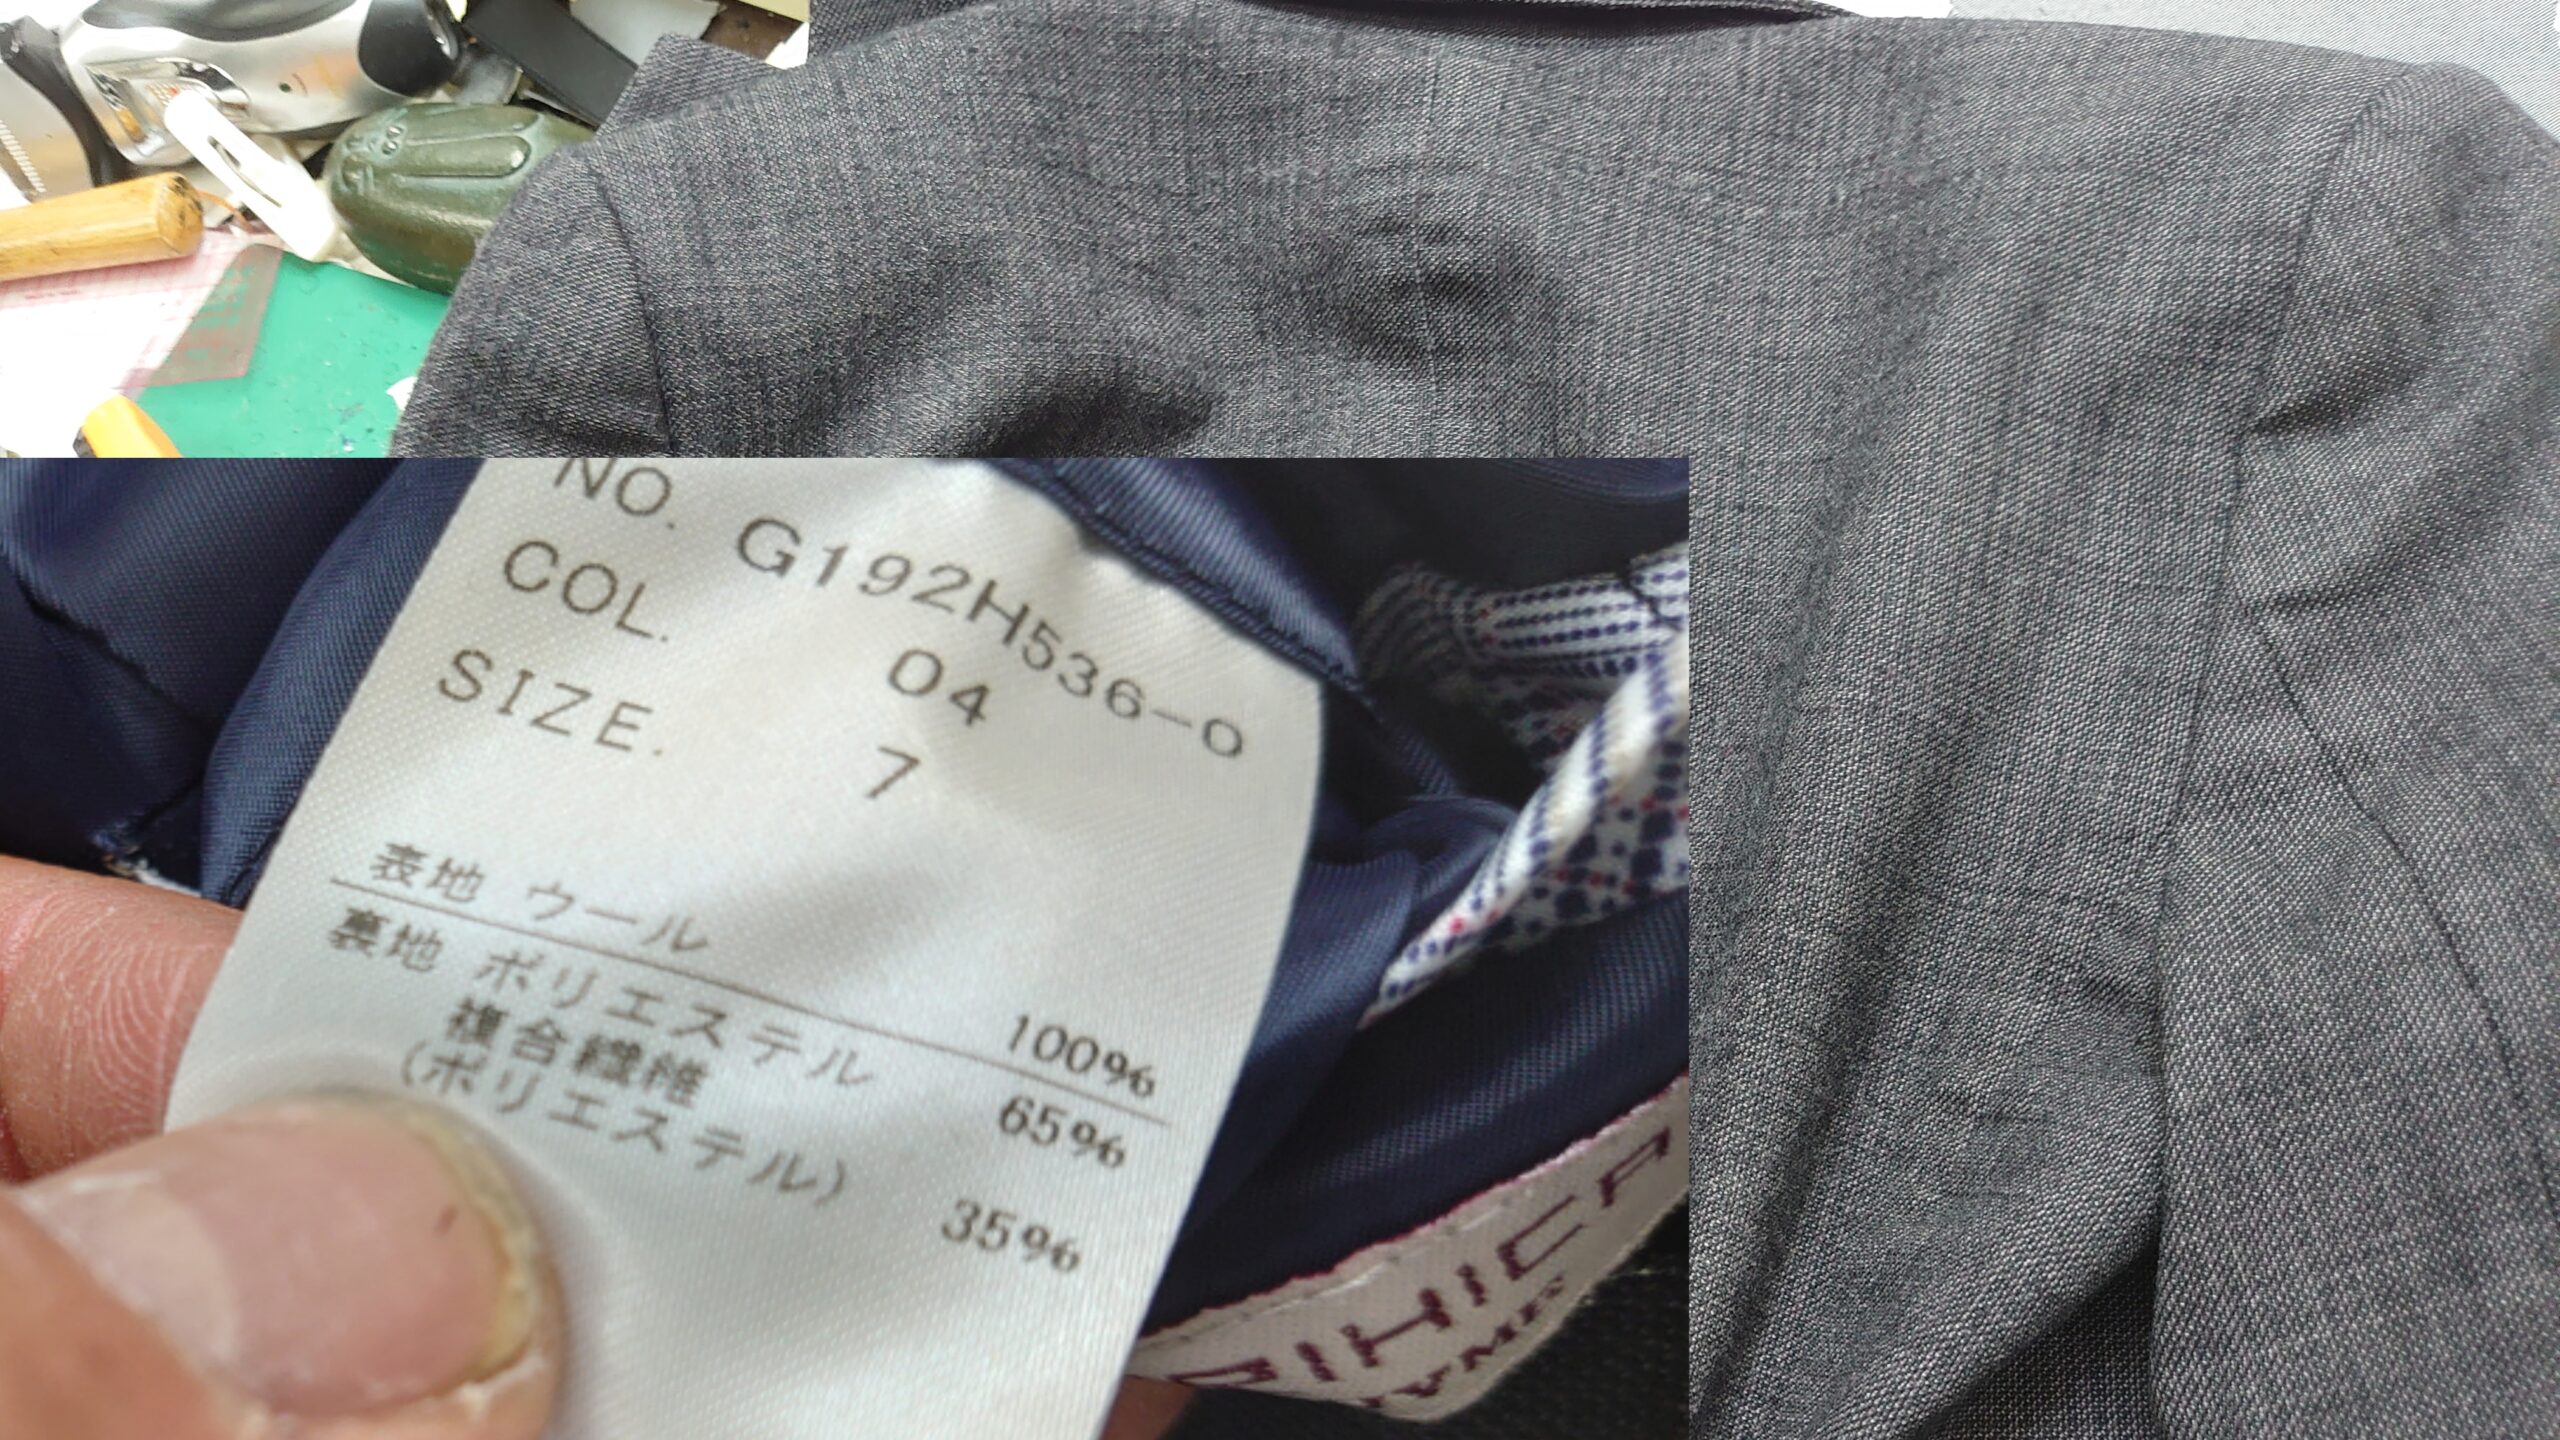 NO. G192H536-0
COL. 04
SIZE. 7
表地 ウール 100%
裏地 ポリエステル 65%
複合繊維
(ポリエステル) 35%
DIHICA